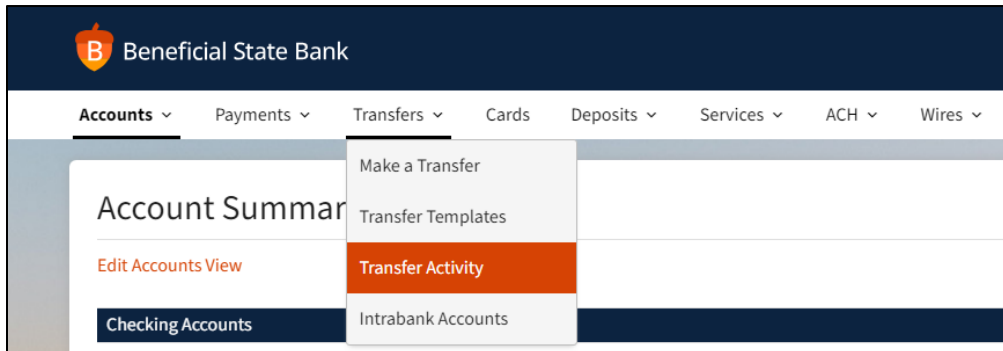 B Beneficial State Bank
Accounts Payments Transfers Cards Deposits Services ACH Wires
Make a Transfer
Account Summar
Transfer Templates
Edit Accounts View
Transfer Activity
Checking Accounts
Intrabank Accounts